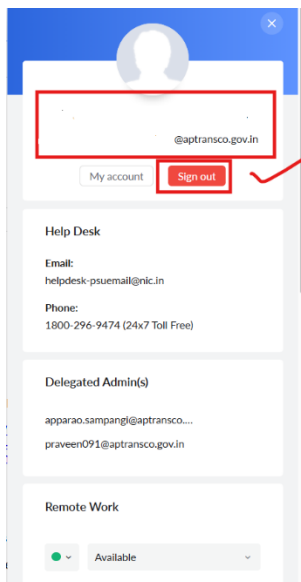 @aptransco.gov.in
My account
Sign out
Help Desk
Email:
helpdesk-psuemail@nic.in
Phone:
1800-296-9474 (24x7 Toll Free)
Delegated Admin(s)
apparao.sampangi@aptransco....
praveen091@aptransco.gov.in
Remote Work
Available